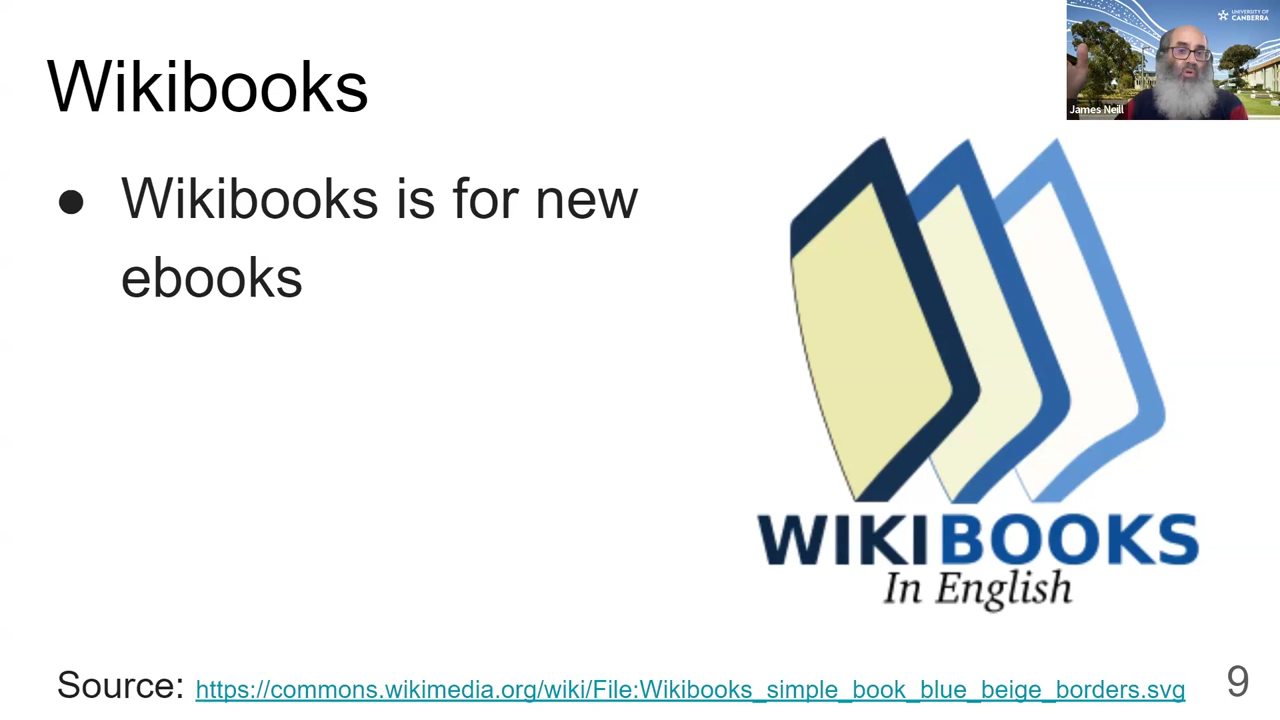 Wikibooks
UNIVERSITY OF
CANBERRA
James Neill
● Wikibooks is for new
ebooks
WIKIBOOKS
In English
Source: https://commons.wikimedia.org/wiki/File:Wikibooks_simple_book_blue_beige_borders.svg
9